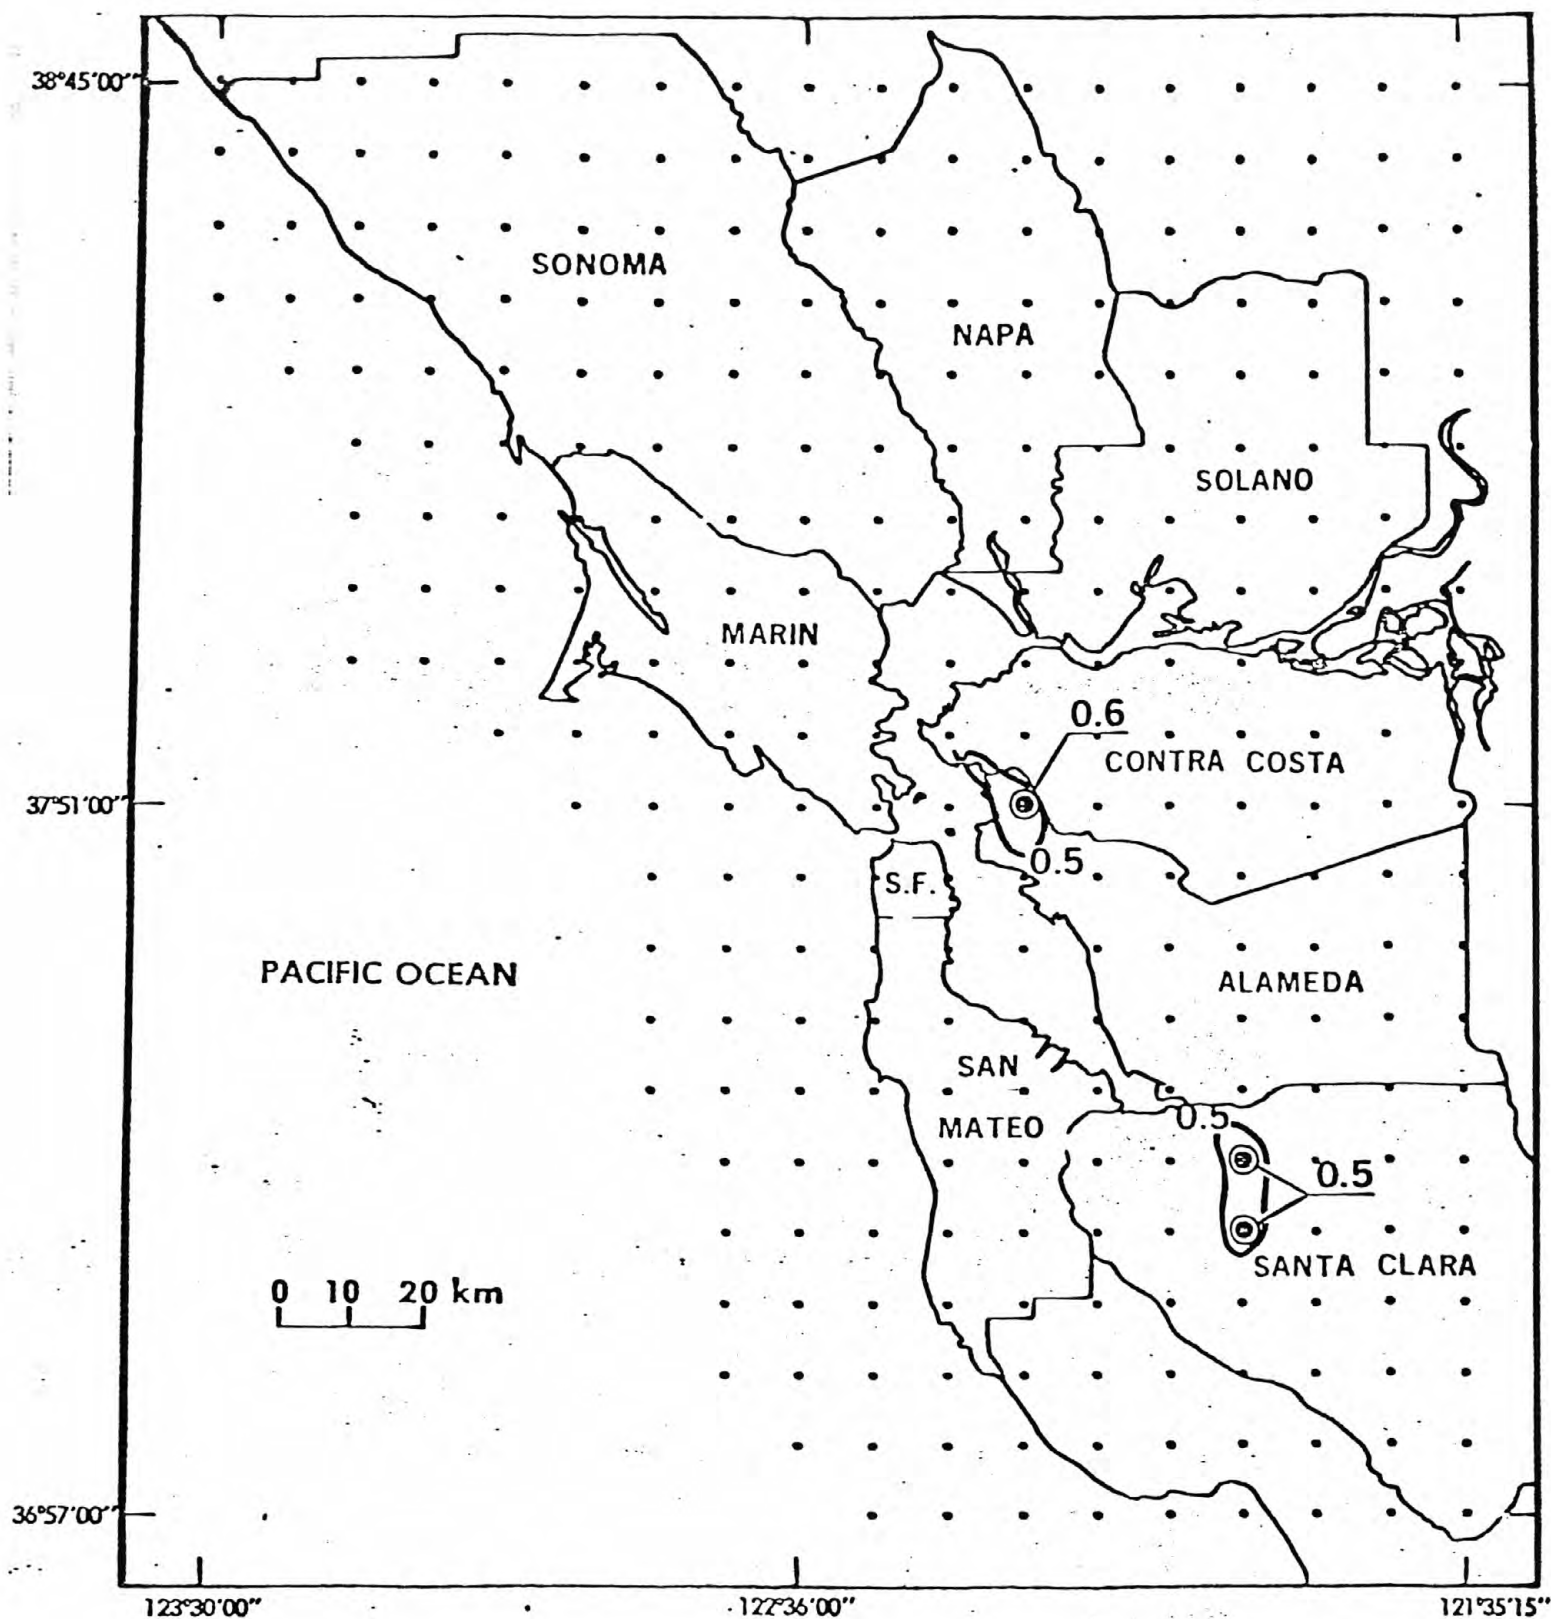 38°45'00"
SONOMA
NAPA
SOLANO
MARIN
0.6
CONTRA COSTA
37°51'00"
0.5
S.F.
PACIFIC OCEAN
ALAMEDA
SAN
MATEO
0.5
0.5
SANTA CLARA
0 10 20 km
36°57'00"
123°30'00"
122°36'00"
121°35'15"